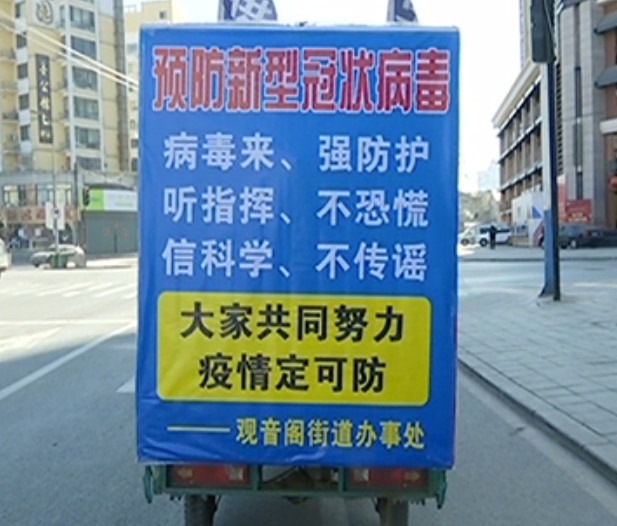 预防新型冠状病毒
病毒来、强防护
听指挥、不恐慌
信科学、不传谣
大家共同努力
疫情定可防
——观音阁街道办事处